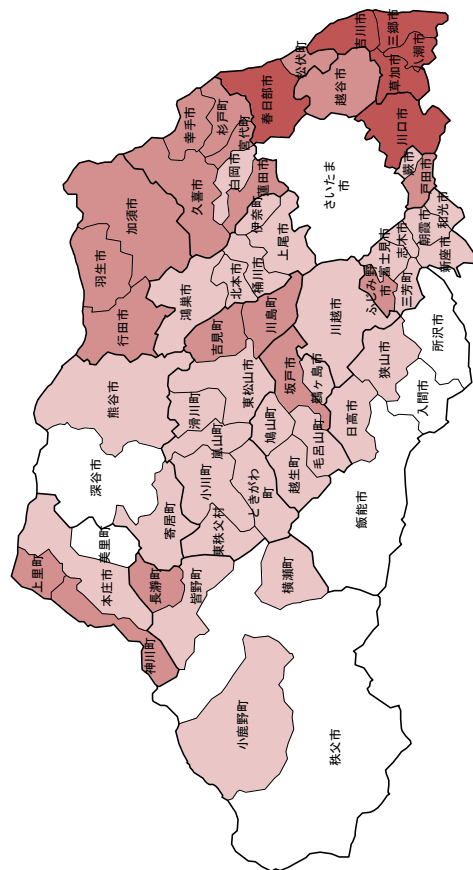 上里町
神川町
本庄市
美里町
深谷市
長瀞町
皆野町
寄居町
小鹿野町
秩父市
横瀬町
東秩父村
小川町
ときがわ
町
熊谷市
滑川町
嵐山町
東松山市
鳩山町
越生町
毛呂山町
飯能市
日高市
坂戸市
鶴ヶ島市
吉見町
川島町
川越市
狭山市
入間市
所沢市
行田市
羽生市
加須市
鴻巣市
北本市
桶川市
上尾市
伊奈町
久喜市
幸手市
杉戸町
宮代町
白岡市
蓮田市
さいたま
市
春日部市
松伏町
越谷市
吉川市
三郷市
八潮市
草加市
川口市
蕨市
戸田市
和光市
朝霞市
新座市
志木市
富士見市
ふじみ野
市
三芳町